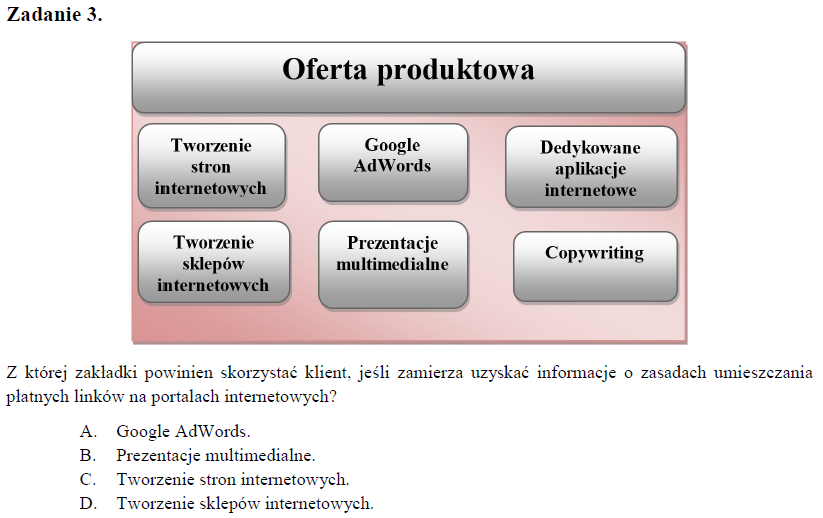 Zadanie 3.
Oferta produktowa
Tworzenie
stron
internetowych
Google
AdWords
Dedykowane
aplikacje
internetowe
Tworzenie
sklepów
internetowych
Prezentacje
multimedialne
Copywriting
Z której zakładki powinien skorzystać klient, jeśli zamierza uzyskać informacje o zasadach umieszczania
płatnych linków na portalach internetowych?
A. Google AdWords.
B. Prezentacje multimedialne.
C. Tworzenie stron internetowych.
D. Tworzenie sklepów internetowych.